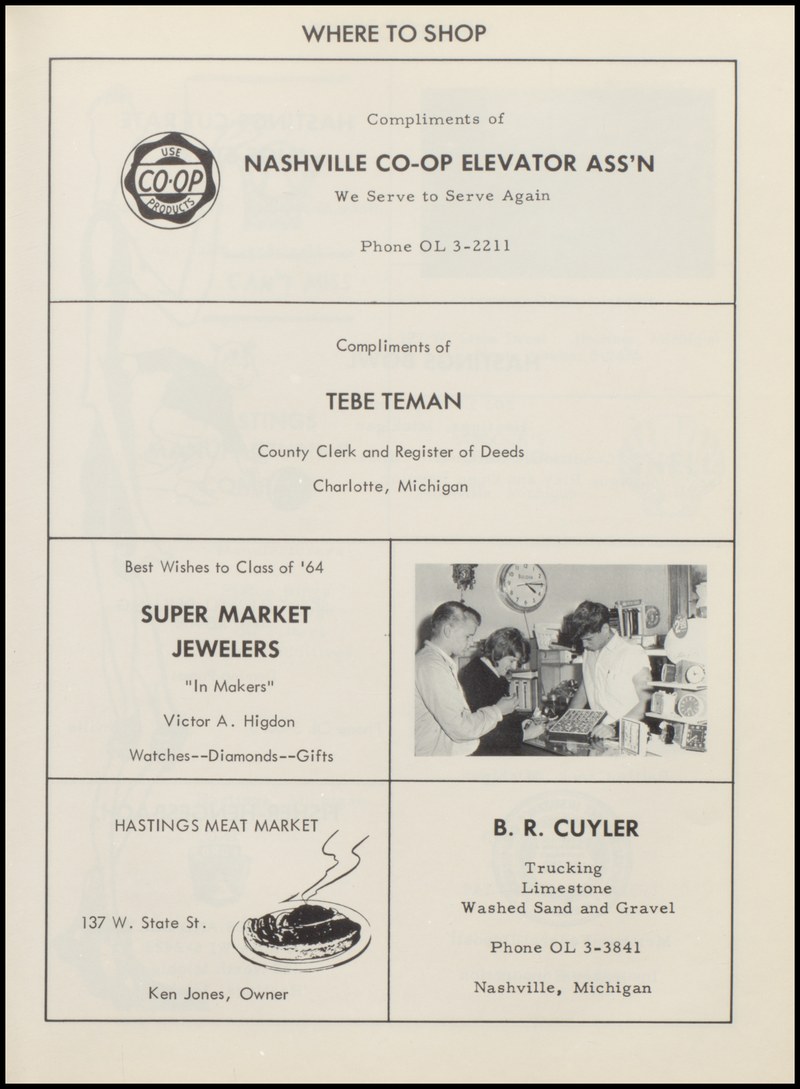 WHERE TO SHOP
Compliments of
NASHVILLE CO-OP ELEVATOR ASS'N
We Serve to Serve Again
Phone OL 3-2211
USE
CO-OP
PRODUCTS
Compliments of
TEBE TEMAN
County Clerk and Register of Deeds
Charlotte, Michigan
Best Wishes to Class of '64
SUPER MARKET
JEWELERS
"In Makers"
Victor A. Higdon
Watches--Diamonds--Gifts
HASTINGS MEAT MARKET
137 W. State St.
Ken Jones, Owner
B. R. CUYLER
Trucking
Limestone
Washed Sand and Gravel
Phone OL 3-3841
Nashville, Michigan